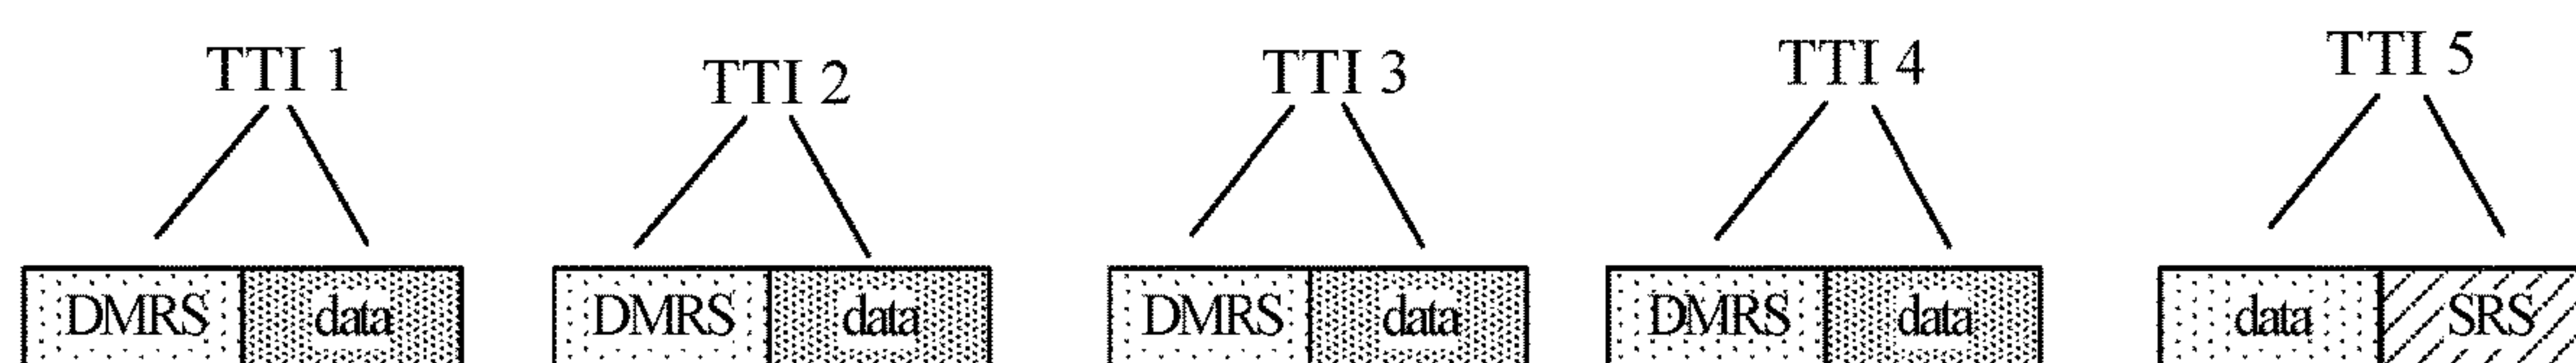 TTI 1 TTI 2 TTI 3 TTI 4 TTI 5
DMRS data DMRS data DMRS data DMRS data data SRS